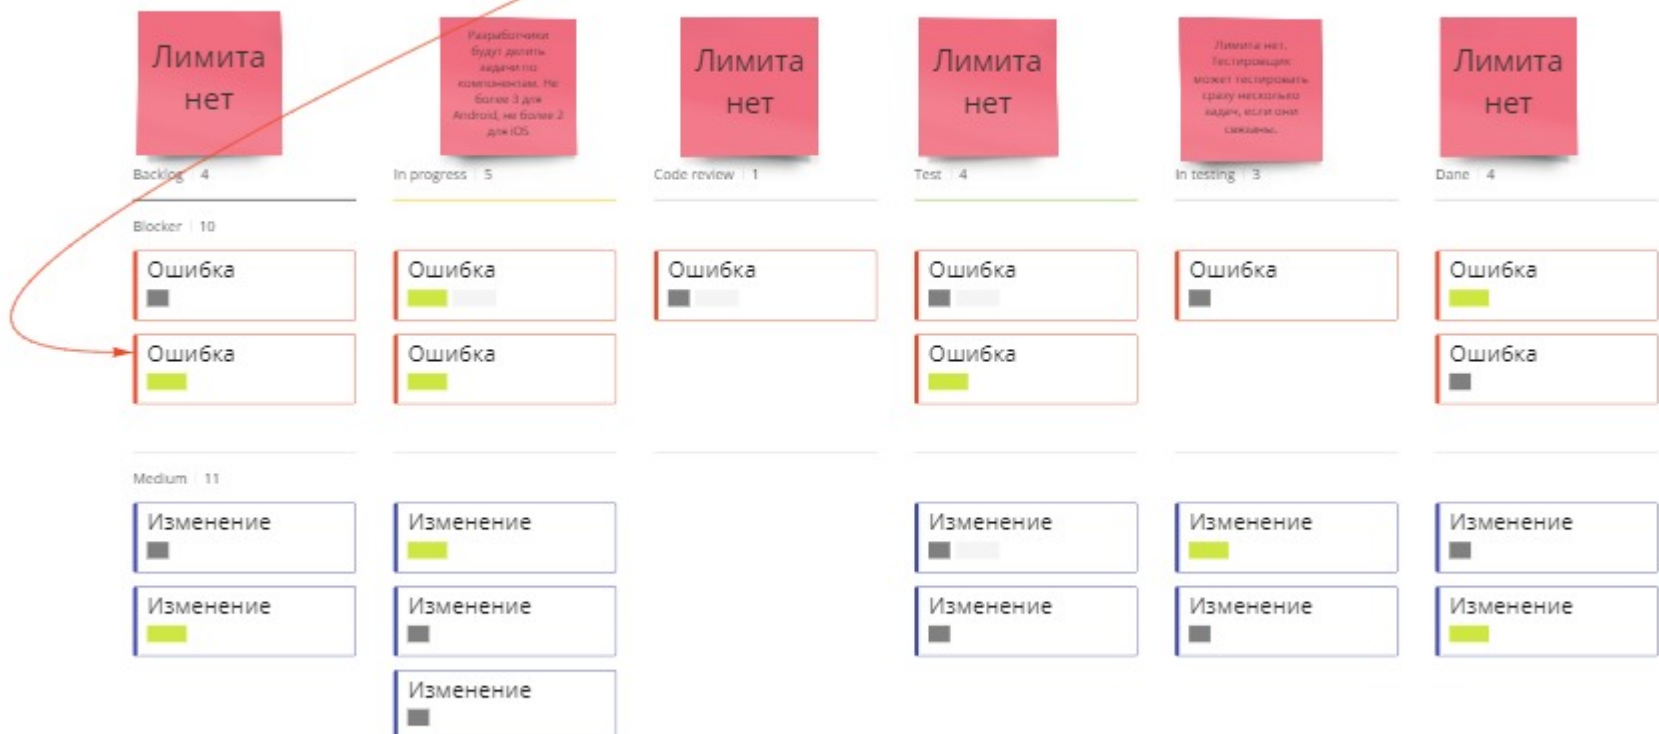 Лимита
нет
Разработчики
будут делить
задачи по
компонентам. Не
более 3 для
Android, не более 2
для iOS
Лимита
нет
Лимита
нет
Лимита нет.
Тестировщик
может тестировать
сразу несколько
задач, если они
связаны.
Лимита
нет
Backlog 4
In progress 5
Code review 1
Test 4
In testing 3
Dane 4
Blocker 10
Ошибка
Ошибка
Ошибка
Ошибка
Ошибка
Ошибка
Ошибка
Ошибка
Ошибка
Ошибка
Medium 11
Изменение
Изменение
Изменение
Изменение
Изменение
Изменение
Изменение
Изменение
Изменение
Изменение
Изменение